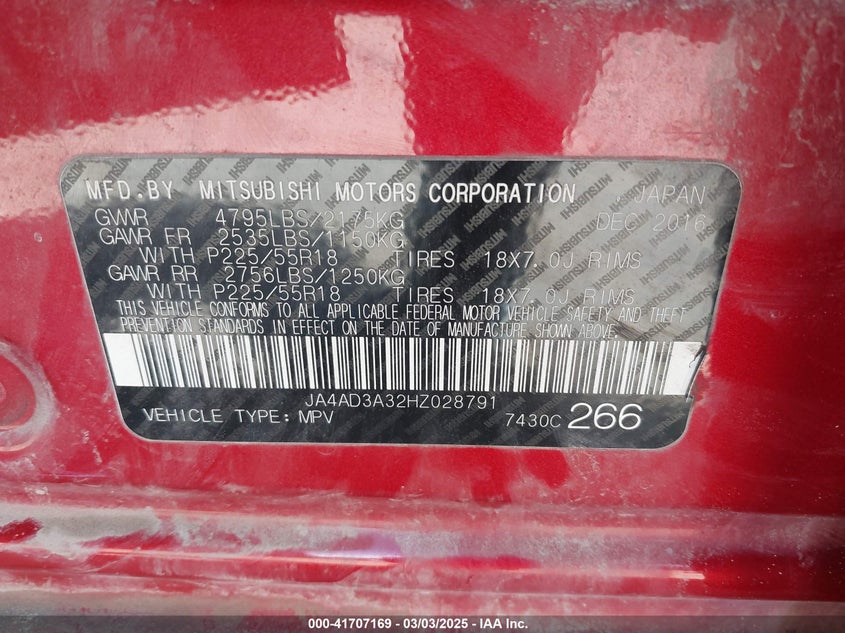 MFD. BY MITSUBISHI MOTORS CORPORATION JAPAN
GVWR 4795LBS/2175KG DEC 2016
GAWR FR 2535LBS/1150KG
WITH P225/55R18 TIRES 18X7.0J RIMS
GAWR RR 2756LBS/1250KG
WITH P225/55R18 TIRES 18X7.0J RIMS
THIS VEHICLE CONFORMS TO ALL APPLICABLE FEDERAL MOTOR VEHICLE SAFETY AND THEFT
PREVENTION STANDARDS IN EFFECT ON THE DATE OF MANUFACTURE SHOWN ABOVE.
JA4AD3A32HZ028791
VEHICLE TYPE: MPV 7430C 266
000-41707169 - 03/03/2025 - IAA Inc.